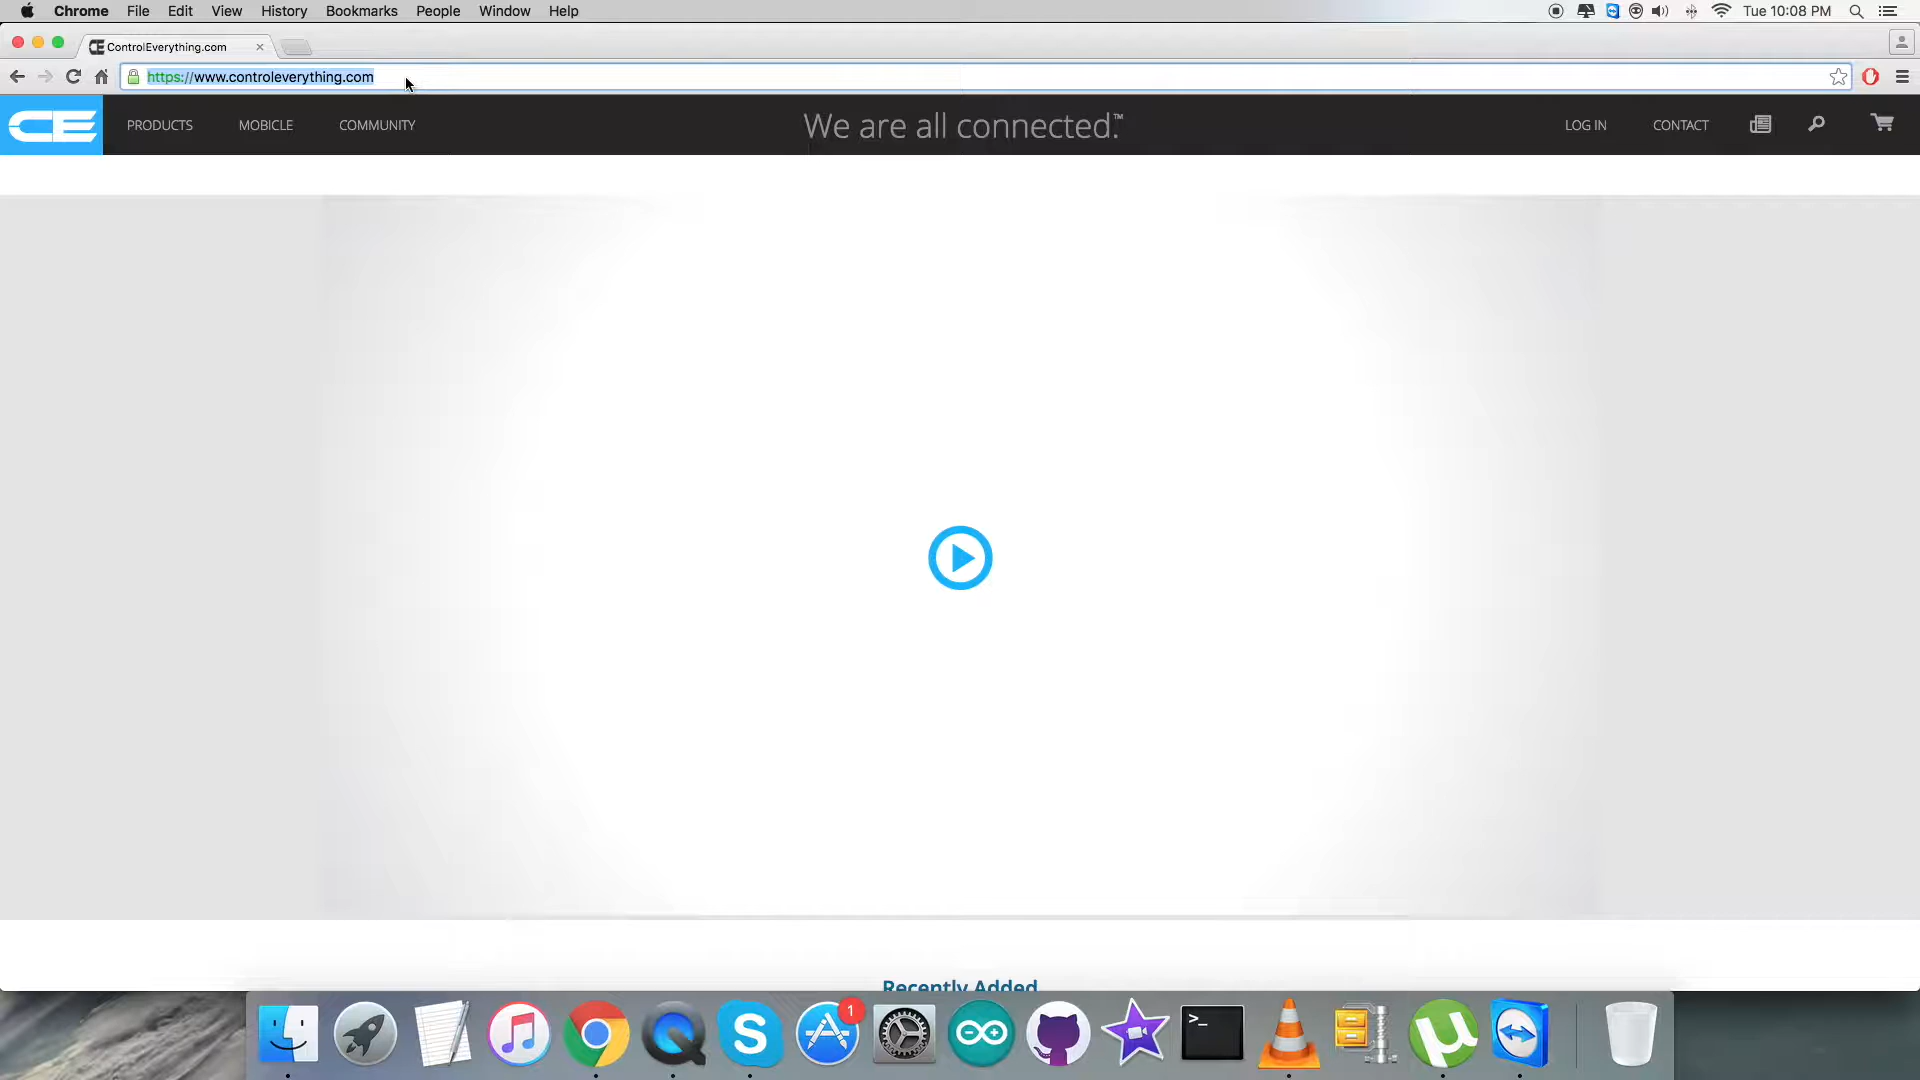 Chrome File Edit View History Bookmarks People Window Help Tue 10:08 PM
ControlEverything.com
https://www.controleverything.com
CE PRODUCTS MOBICLE COMMUNITY We are all connected.™ LOG IN CONTACT
Recently Added
1
S
>_
µ